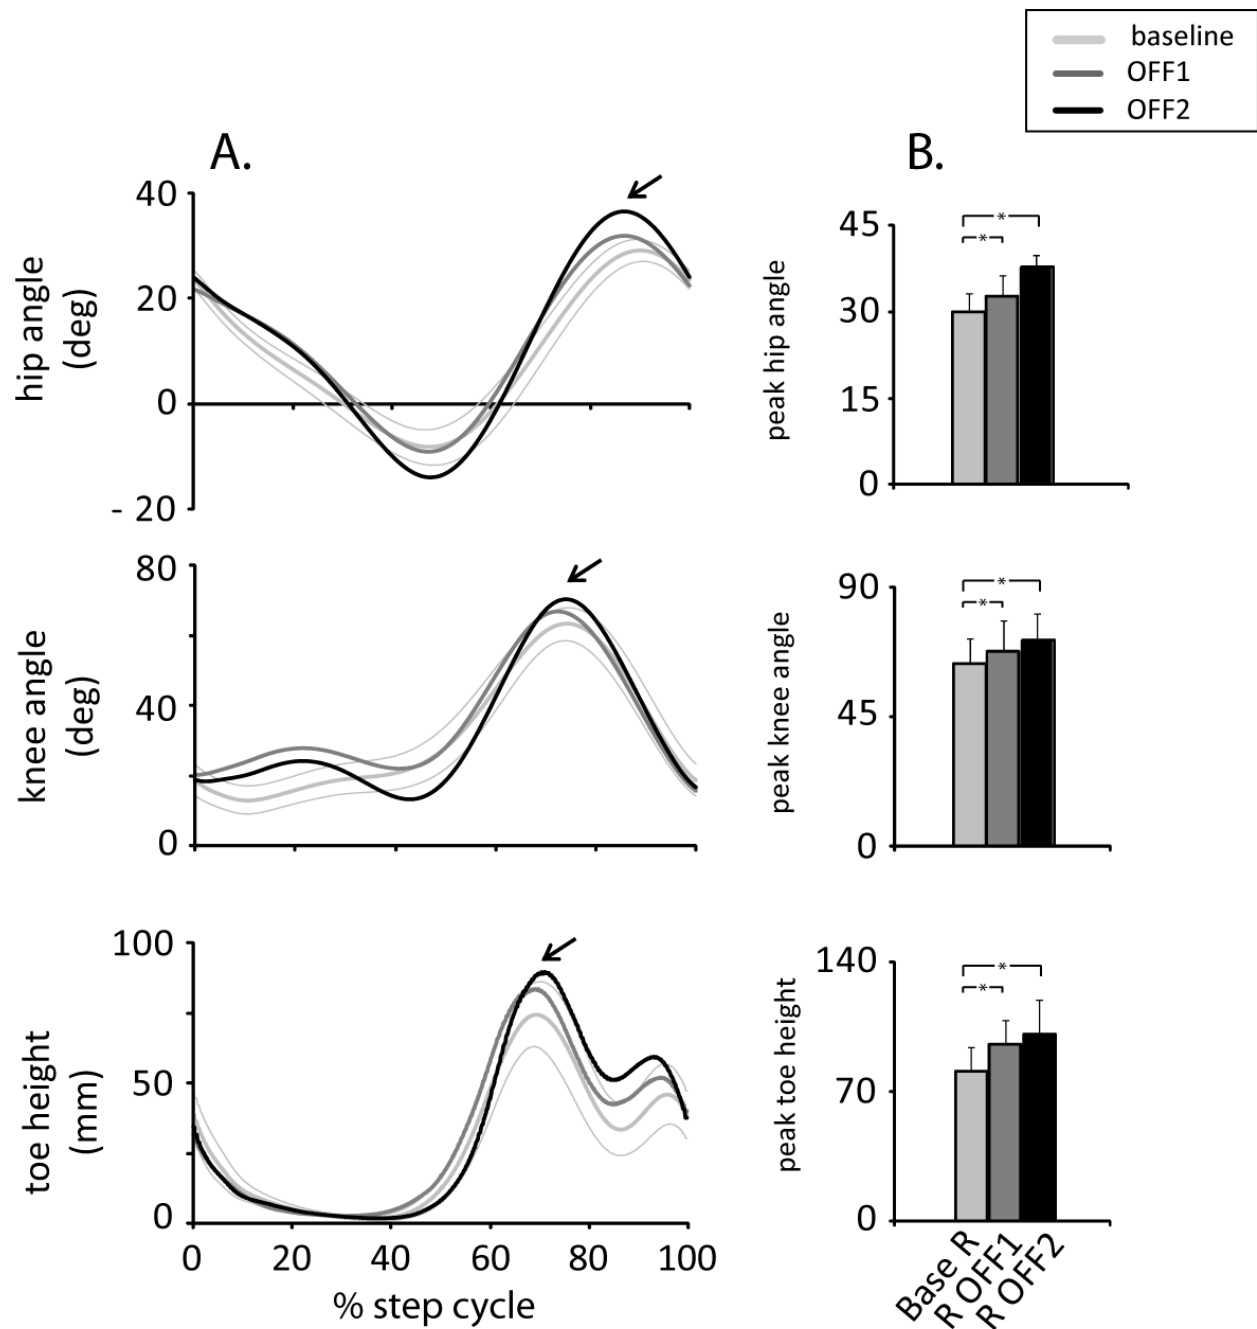 baseline
OFF1
OFF2
A.
B.
40
20
0
- 20
hip angle
(deg)
45
30
15
0
peak hip angle
*
*
80
40
0
knee angle
(deg)
90
45
0
peak knee angle
*
*
100
50
0
toe height
(mm)
0 20 40 60 80 100
% step cycle
140
70
0
peak toe height
*
*
Base R
R OFF1
R OFF2